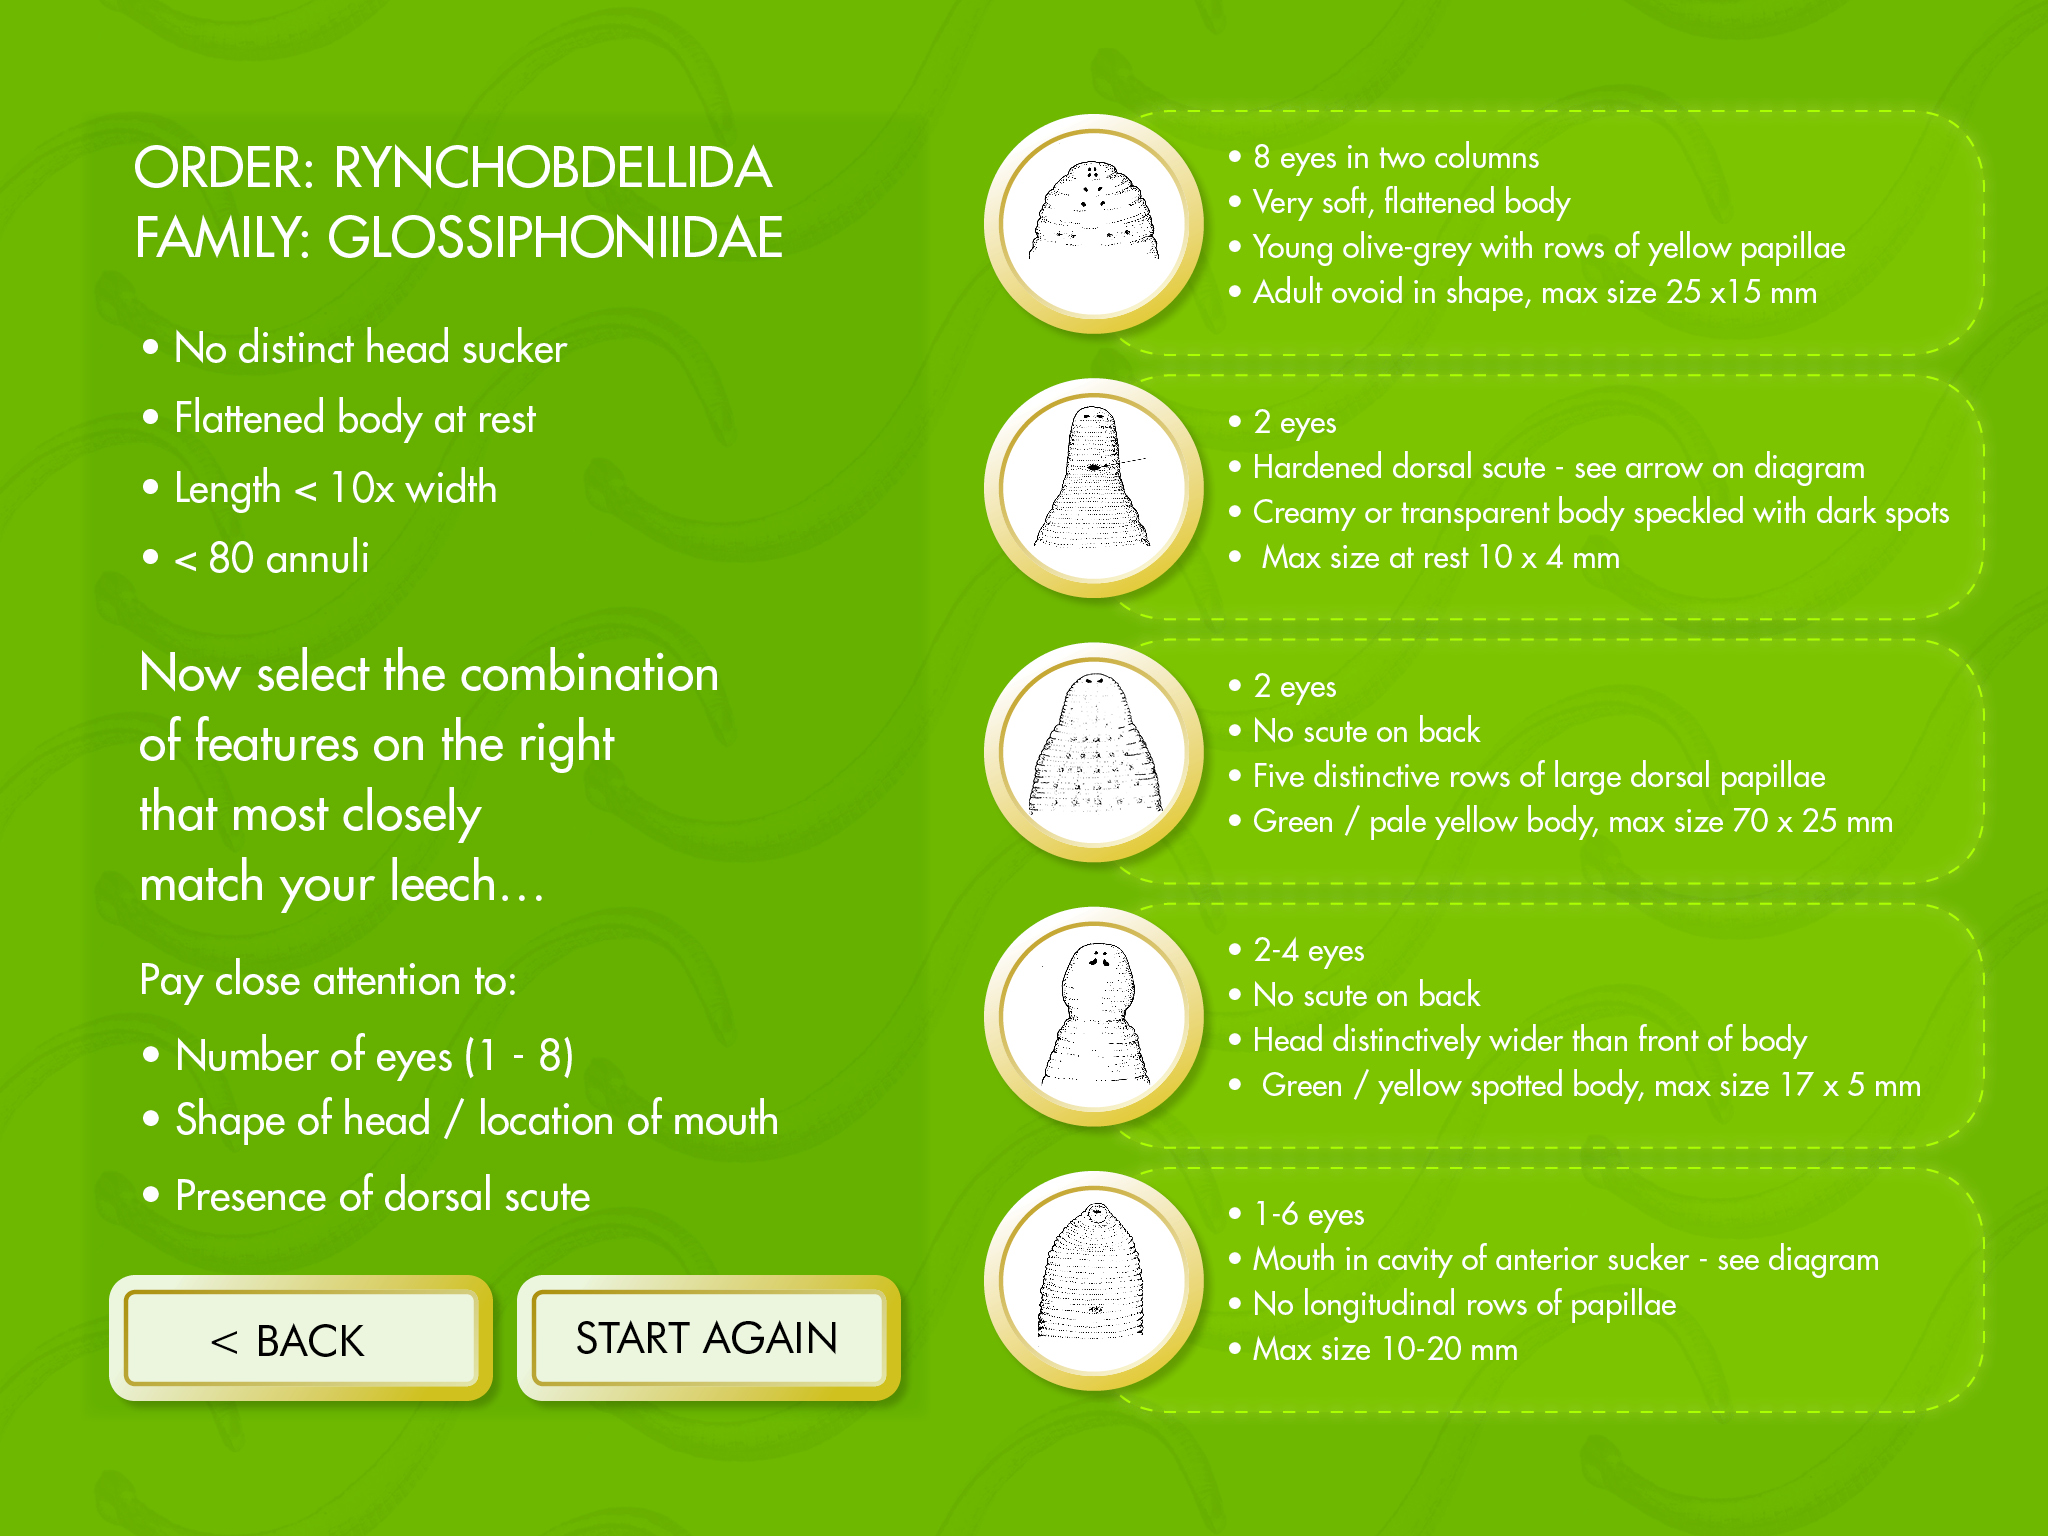 ORDER: RYNCHOBDELLIDA
FAMILY: GLOSSIPHONIIDAE
• No distinct head sucker
• Flattened body at rest
• Length < 10x width
• < 80 annuli
Now select the combination
of features on the right
that most closely
match your leech...
Pay close attention to:
• Number of eyes (1 - 8)
• Shape of head / location of mouth
• Presence of dorsal scute
< BACK
START AGAIN
• 8 eyes in two columns
• Very soft, flattened body
• Young olive-grey with rows of yellow papillae
• Adult ovoid in shape, max size 25 x15 mm
• 2 eyes
• Hardened dorsal scute - see arrow on diagram
• Creamy or transparent body speckled with dark spots
• Max size at rest 10 x 4 mm
• 2 eyes
• No scute on back
• Five distinctive rows of large dorsal papillae
• Green / pale yellow body, max size 70 x 25 mm
• 2-4 eyes
• No scute on back
• Head distinctively wider than front of body
• Green / yellow spotted body, max size 17 x 5 mm
• 1-6 eyes
• Mouth in cavity of anterior sucker - see diagram
• No longitudinal rows of papillae
• Max size 10-20 mm